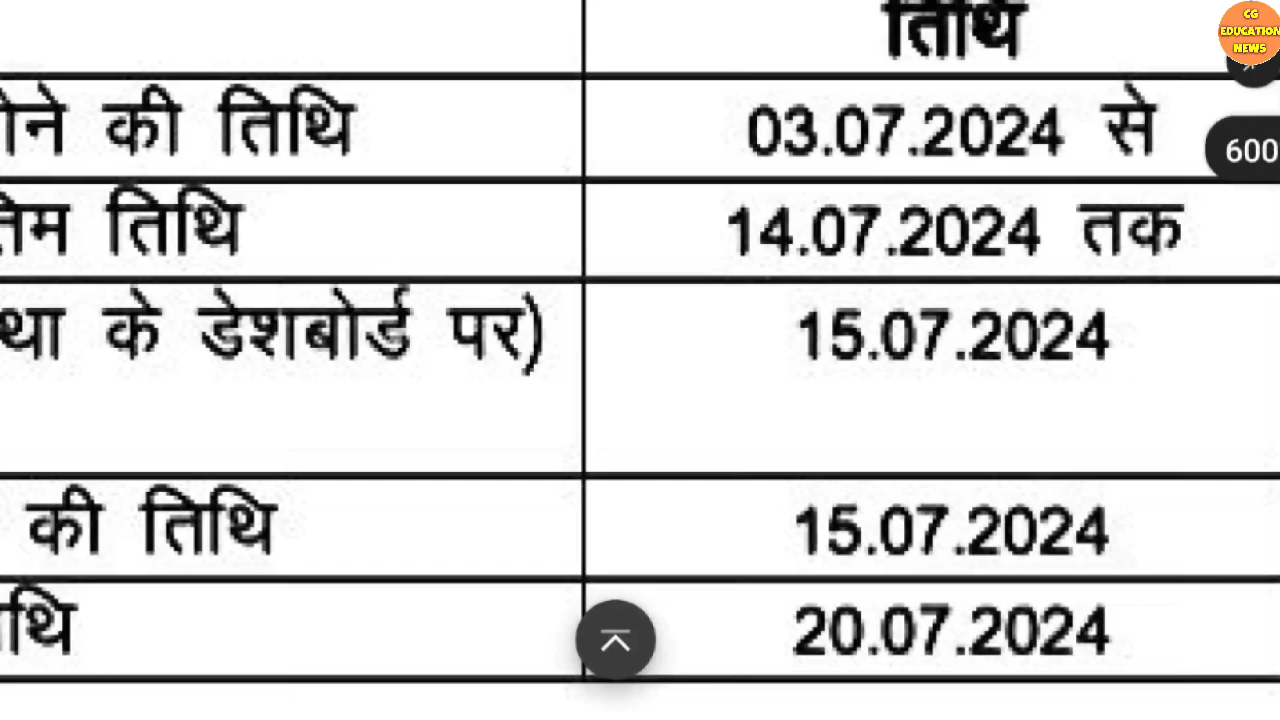 तिथि
CG
EDUCATION
NEWS
की तिथि 03.07.2024 से
600
तिथि 14.07.2024 तक
के डेशबोर्ड पर) 15.07.2024
की तिथि 15.07.2024
20.07.2024